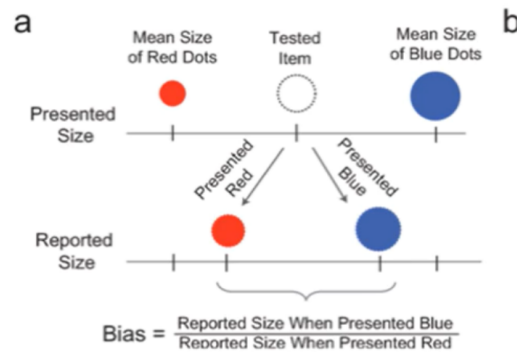 a
b
Mean Size
of Red Dots
Tested
Item
Mean Size
of Blue Dots
Presented
Size
Presented
Red
Presented
Blue
Reported
Size
Bias = Reported Size When Presented Blue
Reported Size When Presented Red